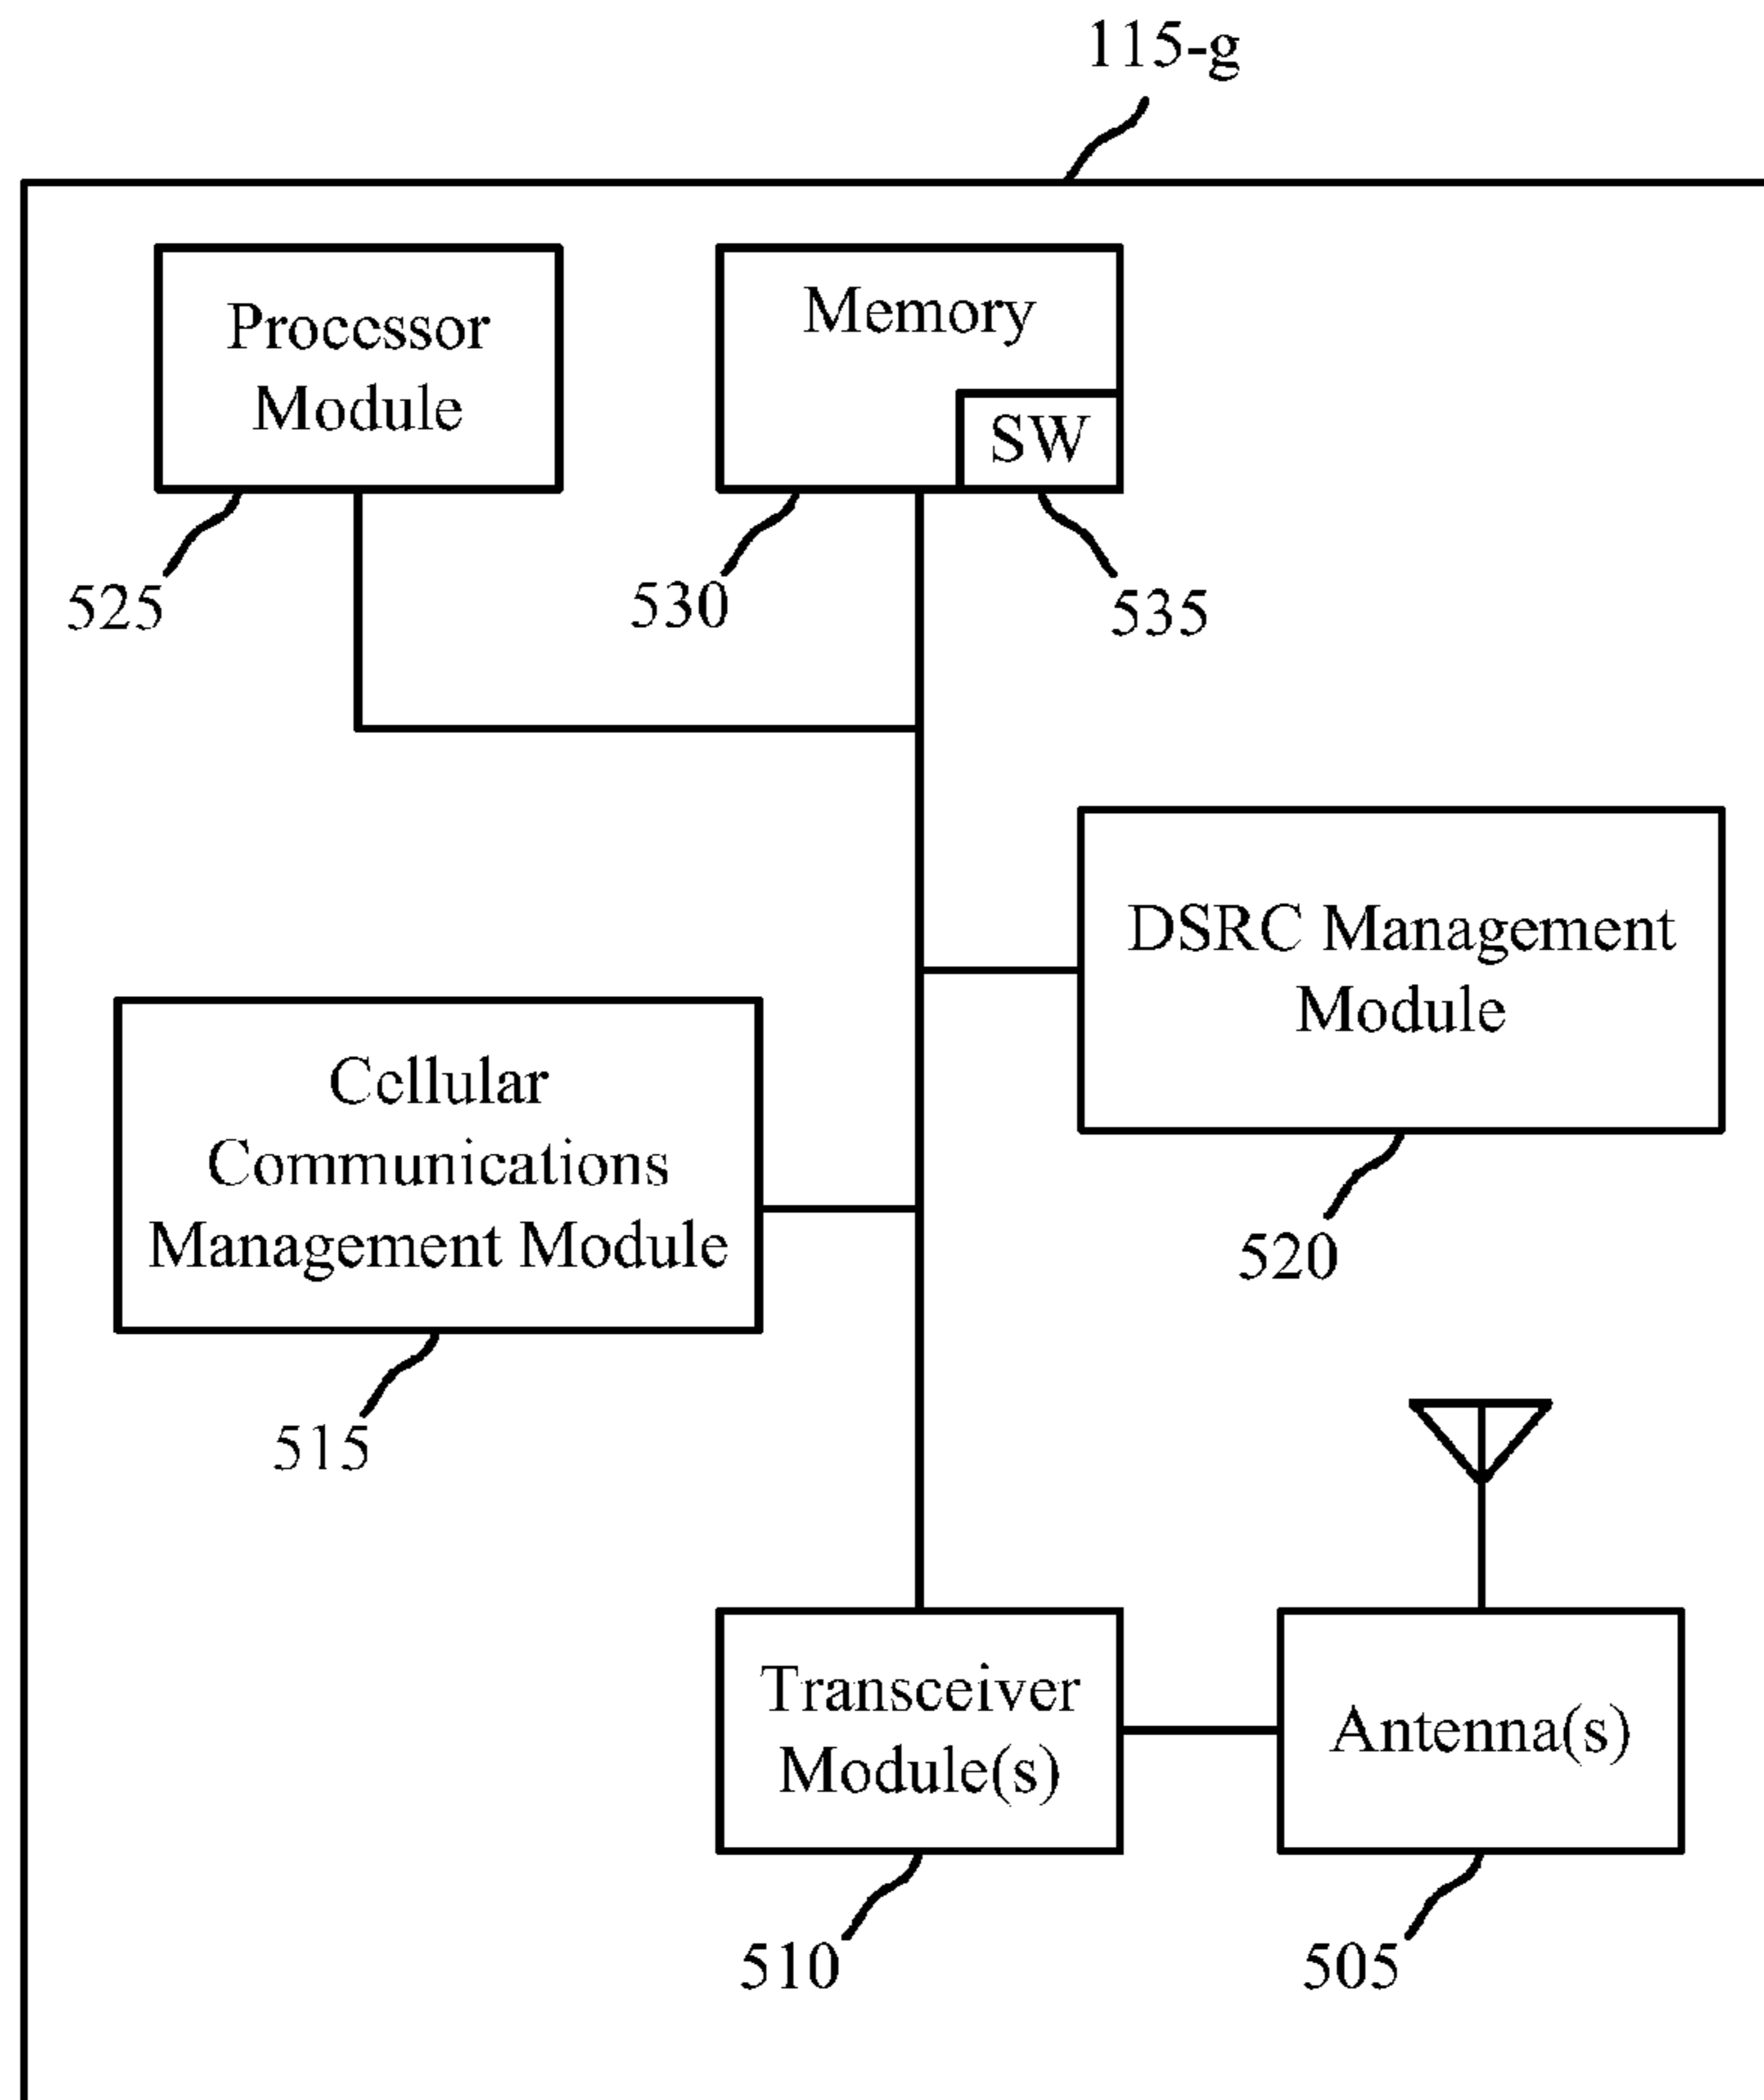 115-g
Processor
Module
Memory
SW
525
530
535
DSRC Management
Module
Cellular
Communications
Management Module
520
515
Transceiver
Module(s)
Antenna(s)
510
505